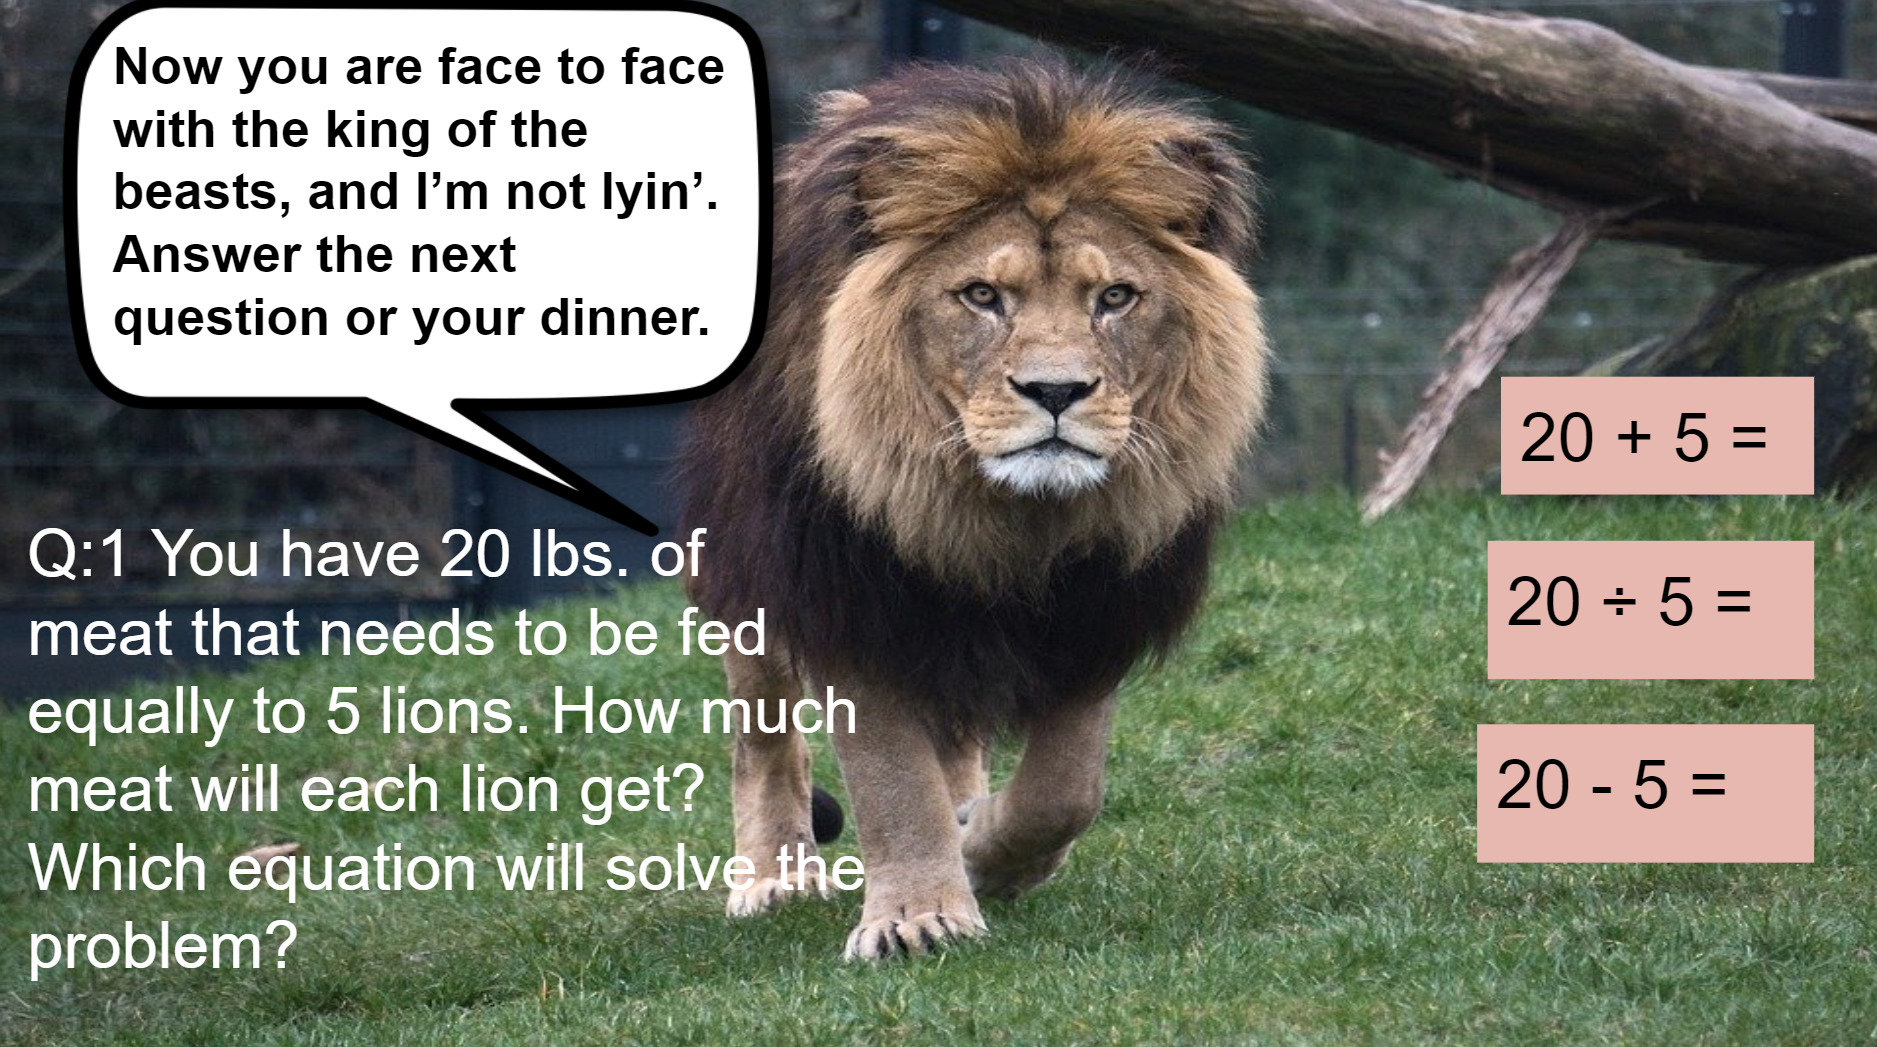 Now you are face to face
with the king of the
beasts, and I’m not lyin’.
Answer the next
question or your dinner.
Q:1 You have 20 lbs. of
meat that needs to be fed
equally to 5 lions. How much
meat will each lion get?
Which equation will solve the
problem?
20 + 5 =
20 ÷ 5 =
20 - 5 =